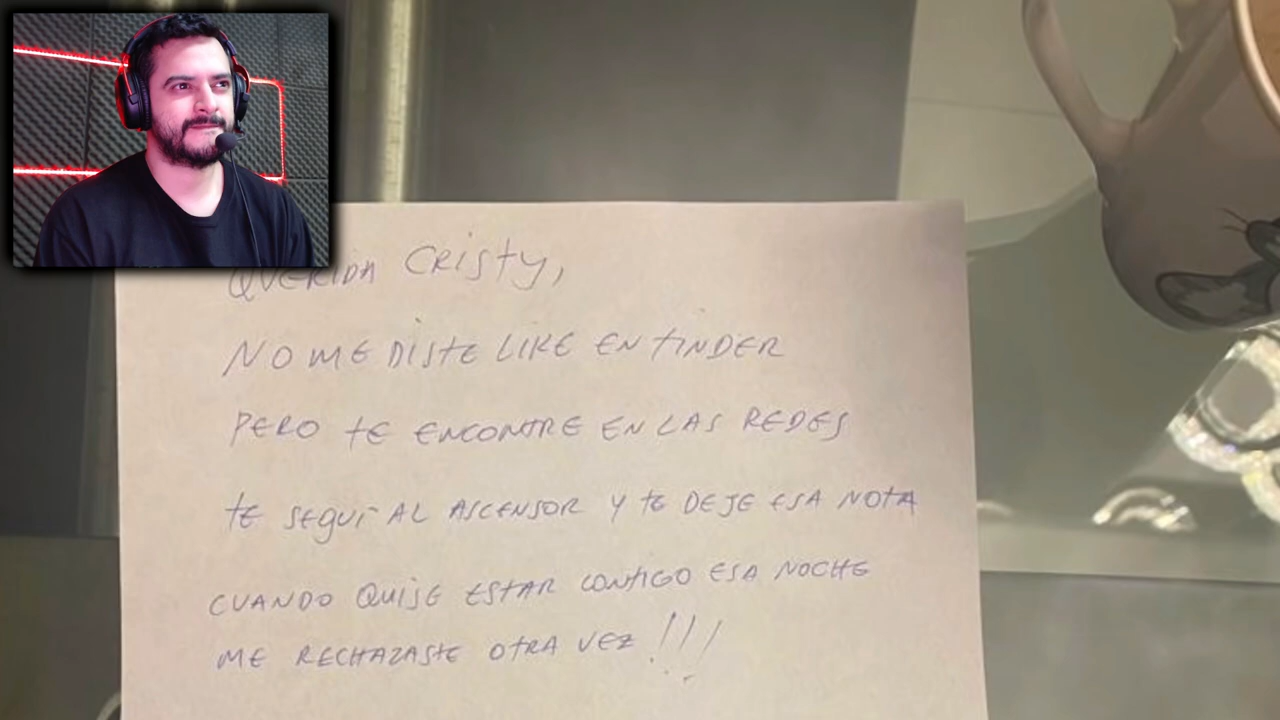 QUERIDA CRISTY,
NO ME DISTE LIKE EN TINDER
PERO TE ENCONTRE EN LAS REDES
TE SEGUÍ AL ASCENSOR Y TE DEJE ESA NOTA
CUANDO QUISE ESTAR CONTIGO ESA NOCHE
ME RECHAZASTE OTRA VEZ!!!